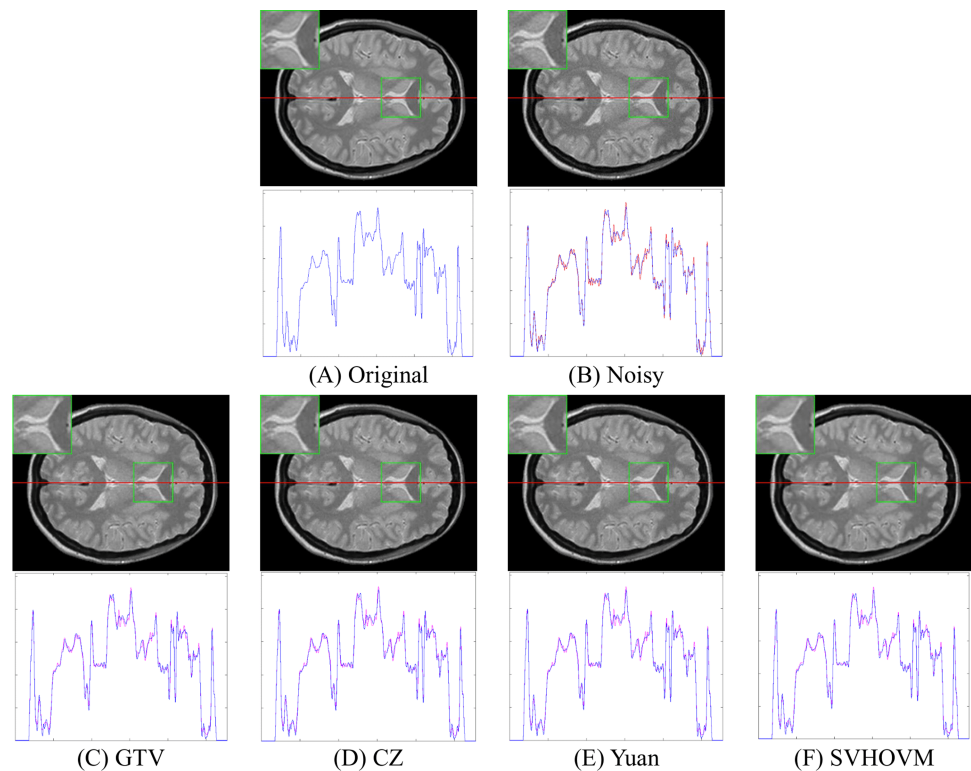 (A) Original
(B) Noisy
(C) GTV
(D) CZ
(E) Yuan
(F) SVHOVM